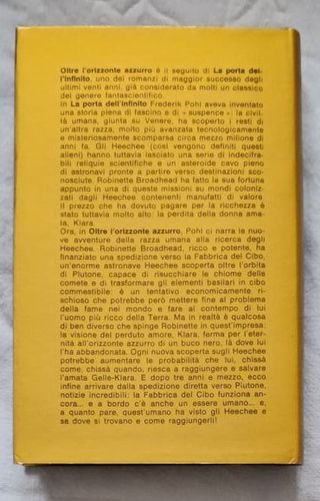 Oltre l'orizzonte azzurro è il seguito di La porta del-
l'infinito, uno dei romanzi di maggior successo degli
ultimi venti anni, già considerato da molti un classico
del genere fantascientifico.
In La porta dell'infinito Frederik Pohl aveva inventato
una storia piena di fascino e di «suspence»: la civil-
tà umana, giunta su Venere, ha scoperto i resti di
un'altra razza, molto più avanzata tecnologicamente
e misteriosamente scomparsa circa mezzo milione di
anni fa. Gli Heechee (così vengono definiti questi
alieni) hanno tuttavia lasciato una serie di indecifra-
bili reliquie scientifiche e un asteroide cavo pieno
di astronavi pronte a partire verso destinazioni sco-
nosciute. Robinette Broadhead ha fatto la sua fortuna
appunto in una di queste missioni su mondi coloniz-
zati dagli Heechee contenenti manufatti di valore.
Il prezzo che ha dovuto pagare per la ricchezza è
stato tuttavia molto alto: la perdita della donna ama-
ta, Klara.
Ora, in Oltre l'orizzonte azzurro, Pohl ci narra le nuo-
ve avventure della razza umana alla ricerca degli
Heechee. Robinette Broadhead, ricco e potente, ha
finanziato una spedizione verso la Fabbrica del Cibo,
un'enorme astronave Heechee scoperta oltre l'orbita
di Plutone, capace di risucchiare le chiome delle
comete e di trasformare gli elementi basilari in cibo
commestibile: è un tentativo economicamente ri-
schioso che potrebbe però mettere fine al problema
della fame nel mondo e fare al contempo di lui
l'uomo più ricco della Terra. Ma in realtà è qualcosa
di ben diverso che spinge Robinette in quest'impresa:
la visione del perduto amore, Klara, ferma per l'eter-
nità all'orizzonte azzurro di un buco nero, là dove lui
l'ha abbandonata. Ogni nuova scoperta sugli Heechee
potrebbe aumentare le probabilità che lui, chissà
come, chissà quando, riesca a raggiungere e salvare
l'amata Gelle-Klara. E dopo tre anni e mezzo, ecco
infine arrivare dalla spedizione diretta verso Plutone,
notizie incredibili: la Fabbrica del Cibo funziona an-
cora... e a bordo c'è anche un essere umano... e,
a quanto pare, quest'umano ha visto gli Heechee e
sa dove si trovano e come raggiungerli!